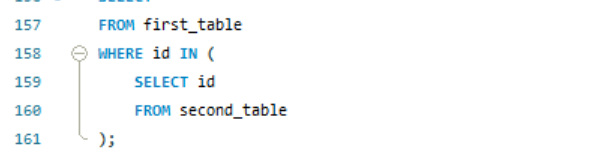 157 FROM first_table
158 WHERE id IN (
159 SELECT id
160 FROM second_table
161 );